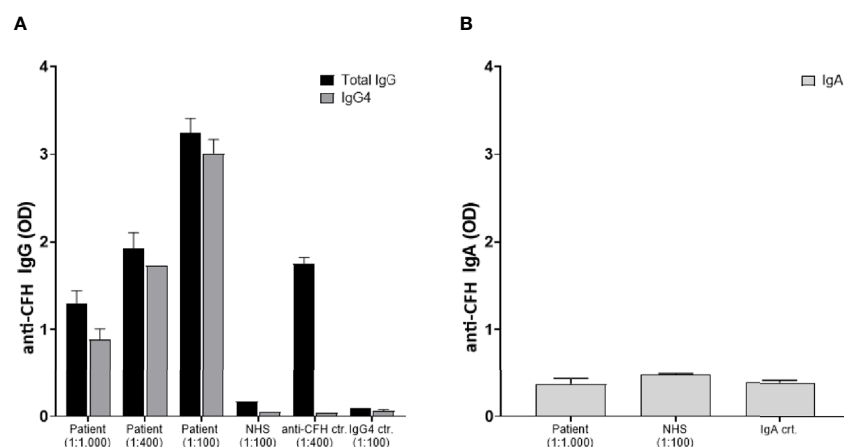 A
B
4
3
2
1
0
anti-CFH IgG (OD)
Total IgG
IgG4
Patient (1:1.000)
Patient (1:400)
Patient (1:100)
NHS (1:100)
anti-CFH ctr. (1:400)
IgG4 ctr. (1:100)
4
3
2
1
0
anti-CFH IgA (OD)
IgA
Patient (1:1.000)
NHS (1:100)
IgA crt.